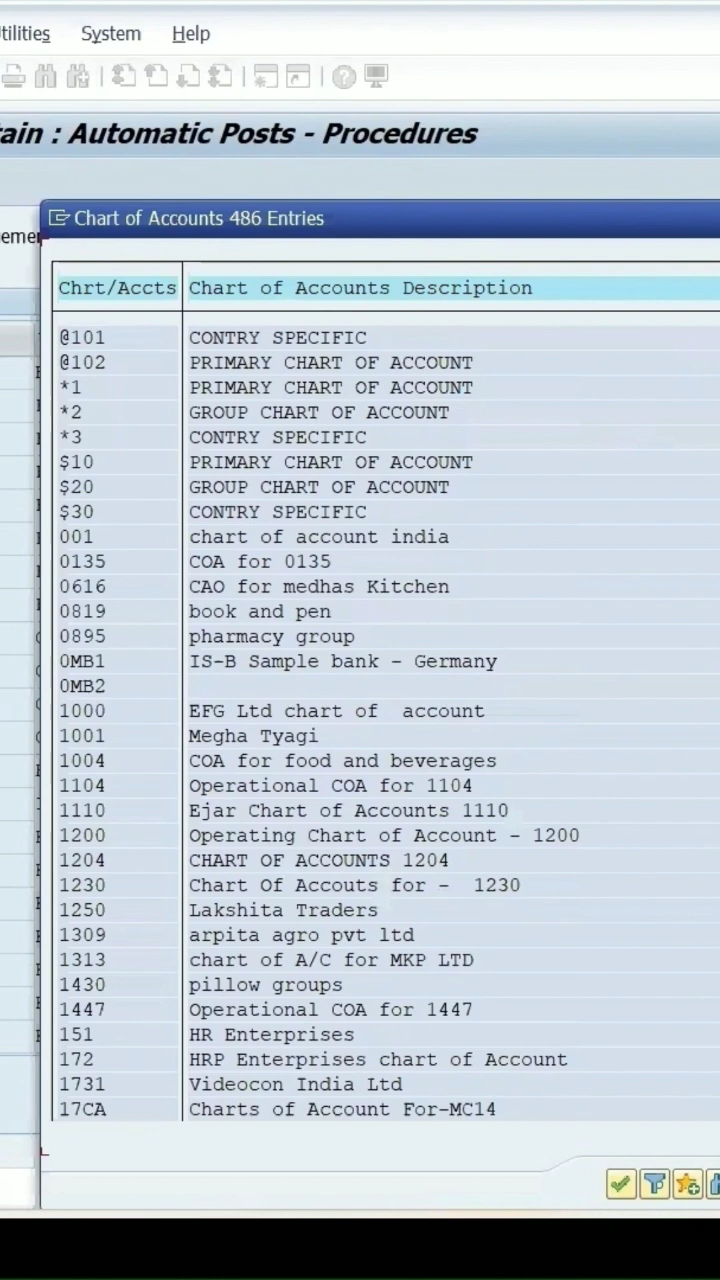 tilities System Help
tain : Automatic Posts - Procedures
emer
Chart of Accounts 486 Entries
Chrt/Accts Chart of Accounts Description
@101 CONTRY SPECIFIC
@102 PRIMARY CHART OF ACCOUNT
*1 PRIMARY CHART OF ACCOUNT
*2 GROUP CHART OF ACCOUNT
*3 CONTRY SPECIFIC
$10 PRIMARY CHART OF ACCOUNT
$20 GROUP CHART OF ACCOUNT
$30 CONTRY SPECIFIC
001 chart of account india
0135 COA for 0135
0616 CAO for medhas Kitchen
0819 book and pen
0895 pharmacy group
0MB1 IS-B Sample bank - Germany
0MB2
1000 EFG Ltd chart of  account
1001 Megha Tyagi
1004 COA for food and beverages
1104 Operational COA for 1104
1110 Ejar Chart of Accounts 1110
1200 Operating Chart of Account - 1200
1204 CHART OF ACCOUNTS 1204
1230 Chart Of Accouts for -  1230
1250 Lakshita Traders
1309 arpita agro pvt ltd
1313 chart of A/C for MKP LTD
1430 pillow groups
1447 Operational COA for 1447
151 HR Enterprises
172 HRP Enterprises chart of Account
1731 Videocon India Ltd
17CA Charts of Account For-MC14